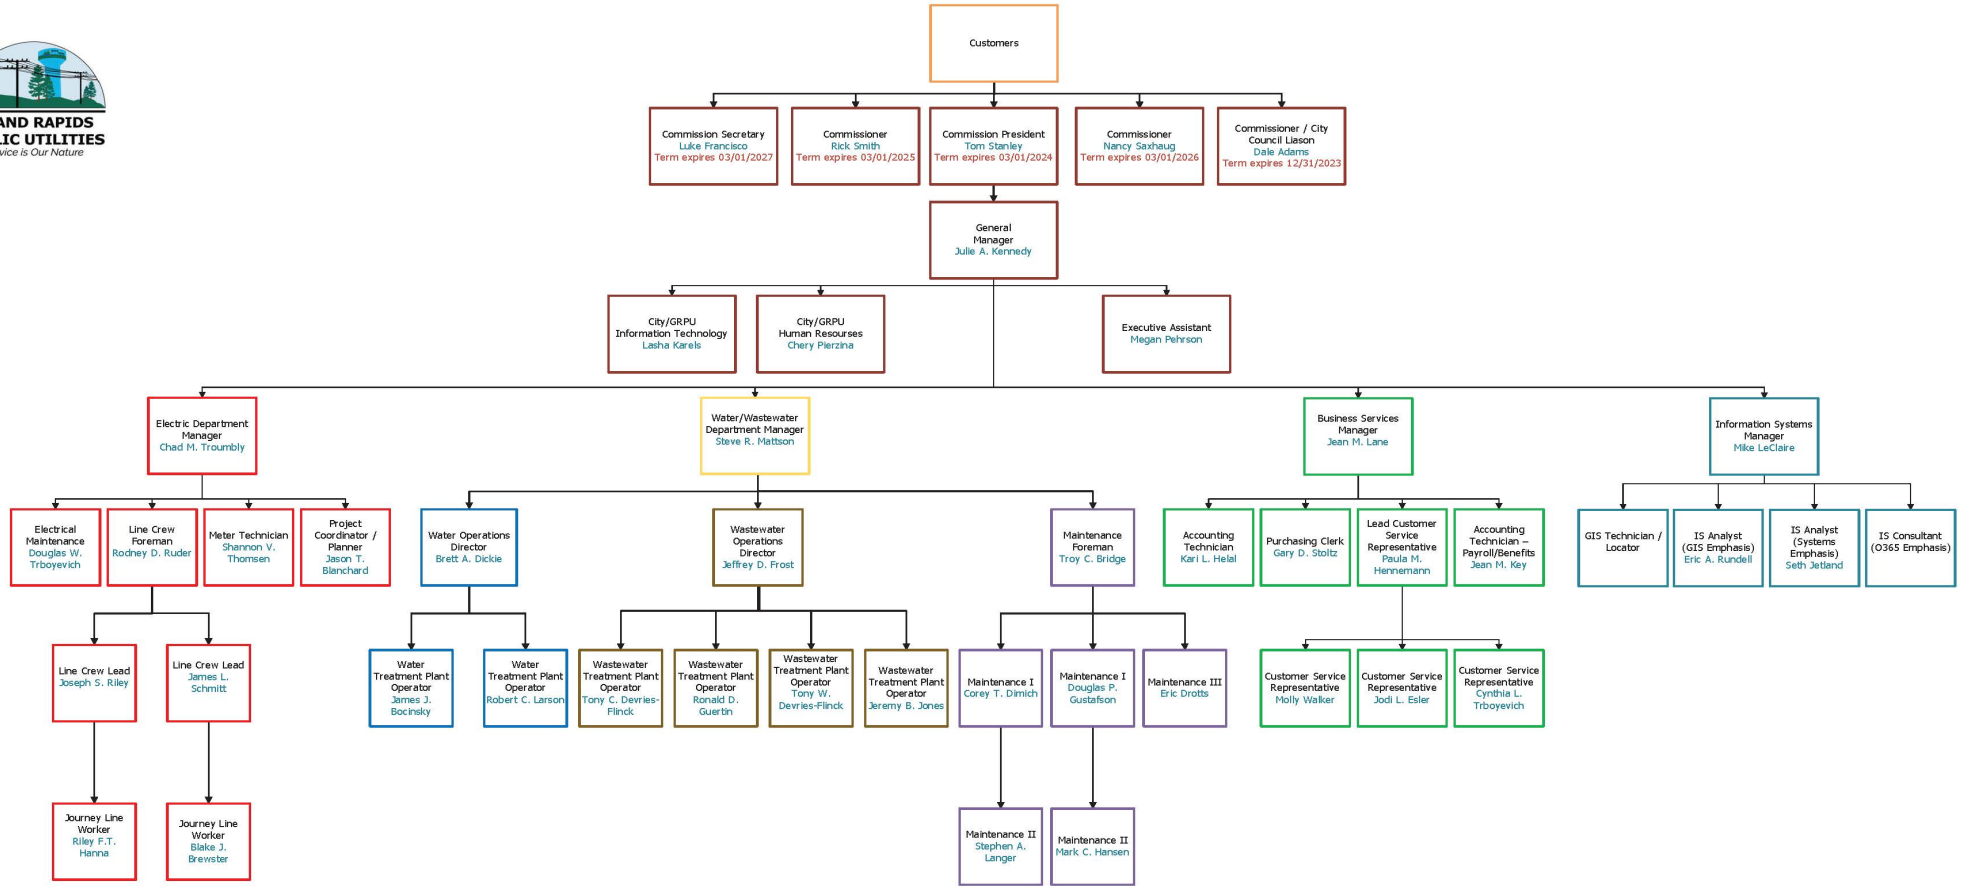 AND RAPIDS
LIC UTILITIES
vice is Our Nature
Customers
Commission Secretary
Luke Francisco
Term expires 03/01/2027
Commissioner
Rick Smith
Term expires 03/01/2025
Commission President
Tom Stanley
Term expires 03/01/2024
Commissioner
Nancy Saxhaug
Term expires 03/01/2026
Commissioner / City
Council Liason
Dale Adams
Term expires 12/31/2023
General
Manager
Julie A. Kennedy
City/GRPU
Information Technology
Lasha Karels
City/GRPU
Human Resourses
Chery Pierzina
Executive Assistant
Megan Pehrson
Electric Department
Manager
Chad M. Troumbly
Water/Wastewater
Department Manager
Steve R. Mattson
Business Services
Manager
Jean M. Lane
Information Systems
Manager
Mike LeClaire
Electrical
Maintenance
Douglas W.
Trboyevich
Line Crew
Foreman
Rodney D. Ruder
Meter Technician
Shannon V.
Thomsen
Project
Coordinator /
Planner
Jason T.
Blanchard
Water Operations
Director
Brett A. Dickie
Wastewater
Operations
Director
Jeffrey D. Frost
Maintenance
Foreman
Troy C. Bridge
Accounting
Technician
Kari L. Helal
Purchasing Clerk
Gary D. Stoltz
Lead Customer
Service
Representative
Paula M.
Hennemann
Accounting
Technician –
Payroll/Benefits
Jean M. Key
GIS Technician /
Locator
IS Analyst
(GIS Emphasis)
Eric A. Rundell
IS Analyst
(Systems
Emphasis)
Seth Jetland
IS Consultant
(O365 Emphasis)
Line Crew Lead
Joseph S. Riley
Line Crew Lead
James L.
Schmitt
Water
Treatment Plant
Operator
James J.
Bocinsky
Water
Treatment Plant
Operator
Robert C. Larson
Wastewater
Treatment Plant
Operator
Tony C. Devries-
Flinck
Wastewater
Treatment Plant
Operator
Ronald D.
Guertin
Wastewater
Treatment Plant
Operator
Tony W.
Devries-Flinck
Wastewater
Treatment Plant
Operator
Jeremy B. Jones
Maintenance I
Corey T. Dimich
Maintenance I
Douglas P.
Gustafson
Maintenance III
Eric Drotts
Customer Service
Representative
Molly Walker
Customer Service
Representative
Jodi L. Esler
Customer Service
Representative
Cynthia L.
Trboyevich
Journey Line
Worker
Riley F.T.
Hanna
Journey Line
Worker
Blake J.
Brewster
Maintenance II
Stephen A.
Langer
Maintenance II
Mark C. Hansen